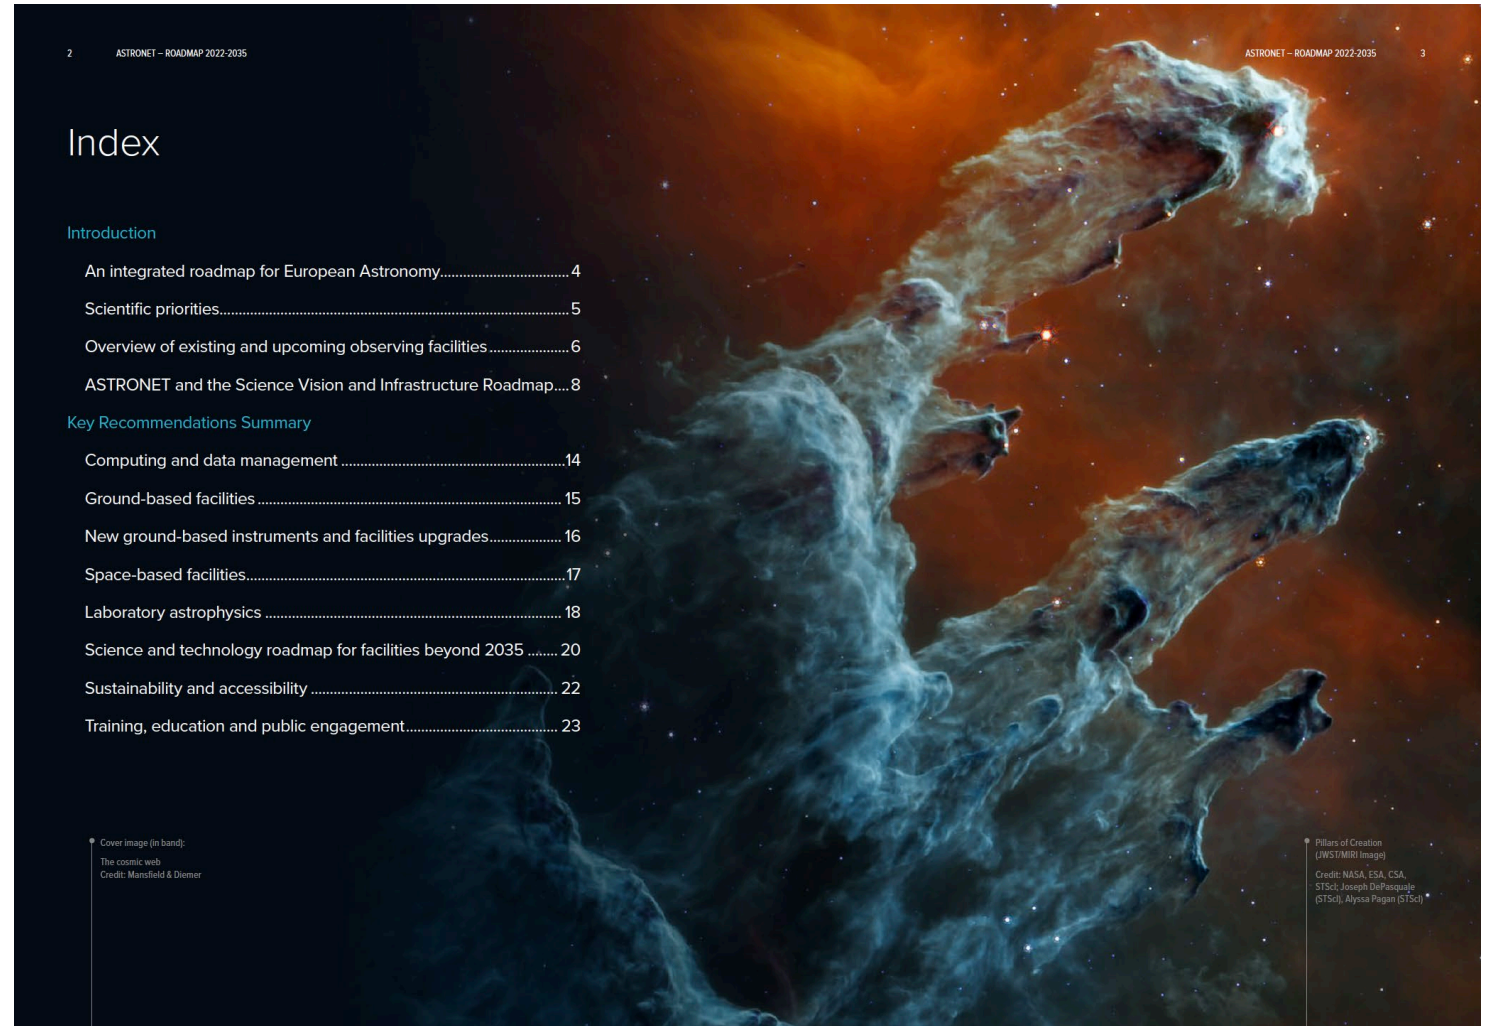 2 ASTRONET – ROADMAP 2022-2035
ASTRONET – ROADMAP 2022-2035 3
Index
Introduction
An integrated roadmap for European Astronomy................................4
Scientific priorities.......................................................................................5
Overview of existing and upcoming observing facilities....................6
ASTRONET and the Science Vision and Infrastructure Roadmap....8
Key Recommendations Summary
Computing and data management ........................................................14
Ground-based facilities ............................................................................ 15
New ground-based instruments and facilities upgrades.................. 16
Space-based facilities................................................................................17
Laboratory astrophysics .......................................................................... 18
Science and technology roadmap for facilities beyond 2035 ....... 20
Sustainability and accessibility .............................................................. 22
Training, education and public engagement...................................... 23
Cover image (in band):
The cosmic web
Credit: Mansfield & Diemer
Pillars of Creation
(JWST/MIRI Image)
Credit: NASA, ESA, CSA,
STScI; Joseph DePasquale
(STScI), Alyssa Pagan (STScI)